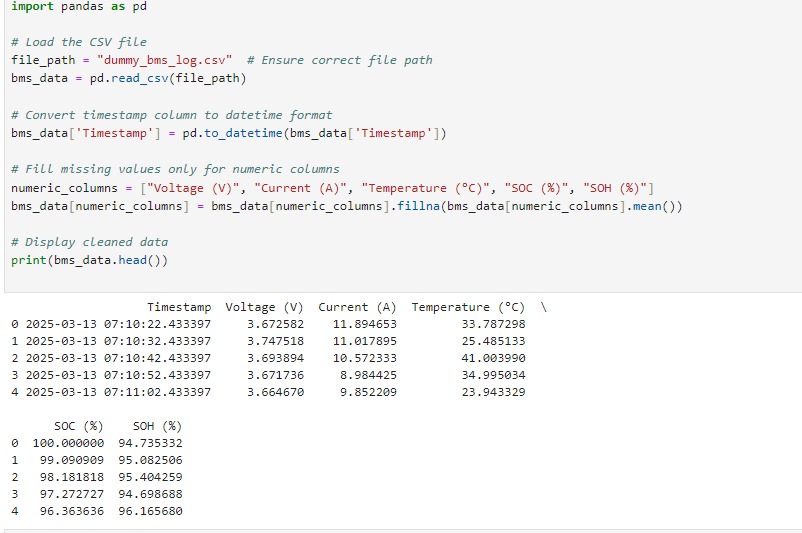 import pandas as pd
# Load the CSV file
file_path = "dummy_bms_log.csv"  # Ensure correct file path
bms_data = pd.read_csv(file_path)
# Convert timestamp column to datetime format
bms_data['Timestamp'] = pd.to_datetime(bms_data['Timestamp'])
# Fill missing values only for numeric columns
numeric_columns = ["Voltage (V)", "Current (A)", "Temperature (°C)", "SOC (%)", "SOH (%)"]
bms_data[numeric_columns] = bms_data[numeric_columns].fillna(bms_data[numeric_columns].mean())
# Display cleaned data
print(bms_data.head())
Timestamp  Voltage (V)  Current (A)  Temperature (°C)  \
0 2025-03-13 07:10:22.433397     3.672582    11.894653         33.787298
1 2025-03-13 07:10:32.433397     3.747518    11.017895         25.485133
2 2025-03-13 07:10:42.433397     3.693894    10.572333         41.003990
3 2025-03-13 07:10:52.433397     3.671736     8.984425         34.995034
4 2025-03-13 07:11:02.433397     3.664670     9.852209         23.943329
SOC (%)    SOH (%)
0  100.000000  94.735332
1   99.090909  95.082506
2   98.181818  95.404259
3   97.272727  94.698688
4   96.363636  96.165680